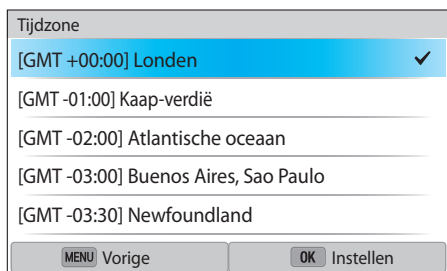 Tijdzone
[GMT +00:00] Londen
[GMT -01:00] Kaap-verdië
[GMT -02:00] Atlantische oceaan
[GMT -03:00] Buenos Aires, Sao Paulo
[GMT -03:30] Newfoundland
MENU Vorige OK Instellen